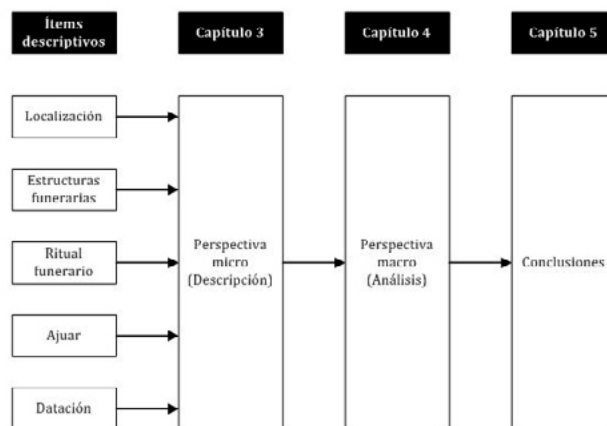 Ítems
descriptivos
Capítulo 3
Capítulo 4
Capítulo 5
Localización
Estructuras
funerarias
Ritual
funerario
Ajuar
Datación
Perspectiva
micro
(Descripción)
Perspectiva
macro
(Análisis)
Conclusiones